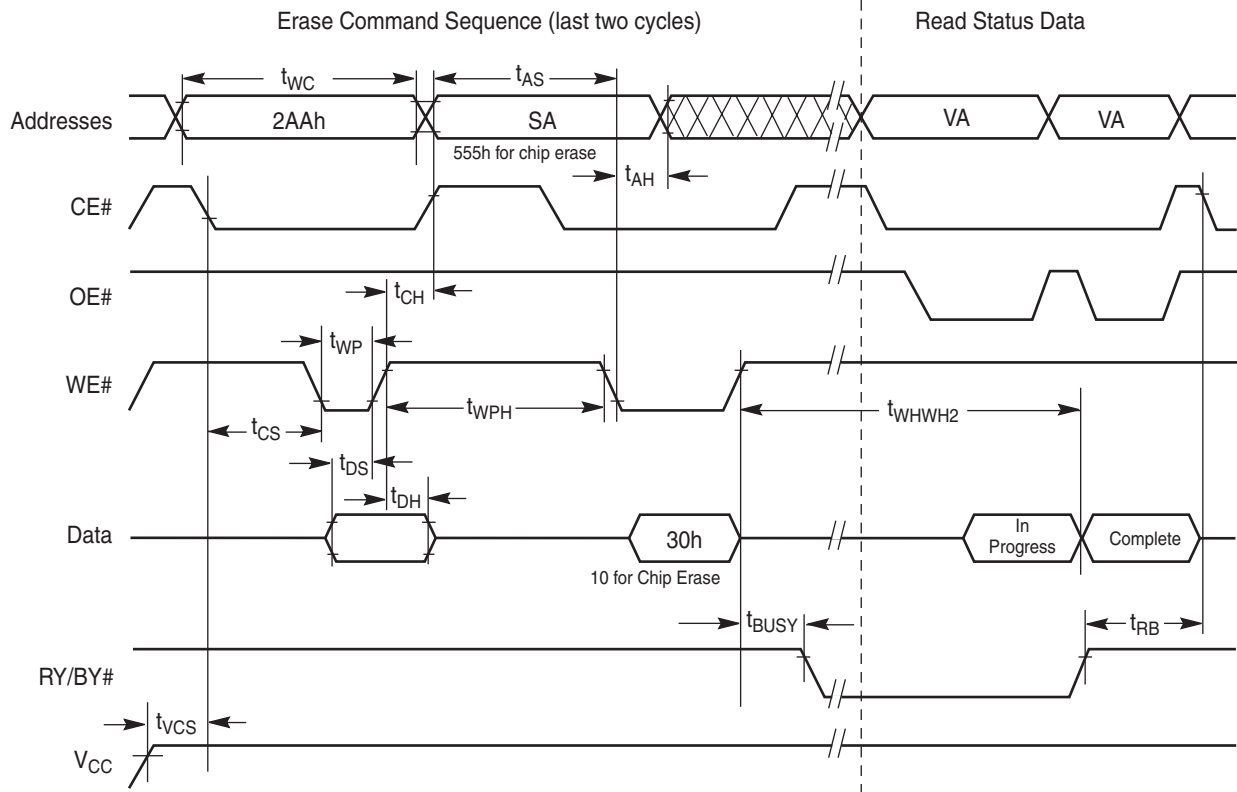 Erase Command Sequence (last two cycles)
Read Status Data
tWC
tAS
Addresses
2AAh
SA
VA
VA
555h for chip erase
tAH
CE#
OE#
tCH
tWP
WE#
tWPH
tWHWH2
tCS
tDS
tDH
Data
30h
In
Progress
Complete
10 for Chip Erase
tBUSY
tRB
RY/BY#
tVCS
VCC